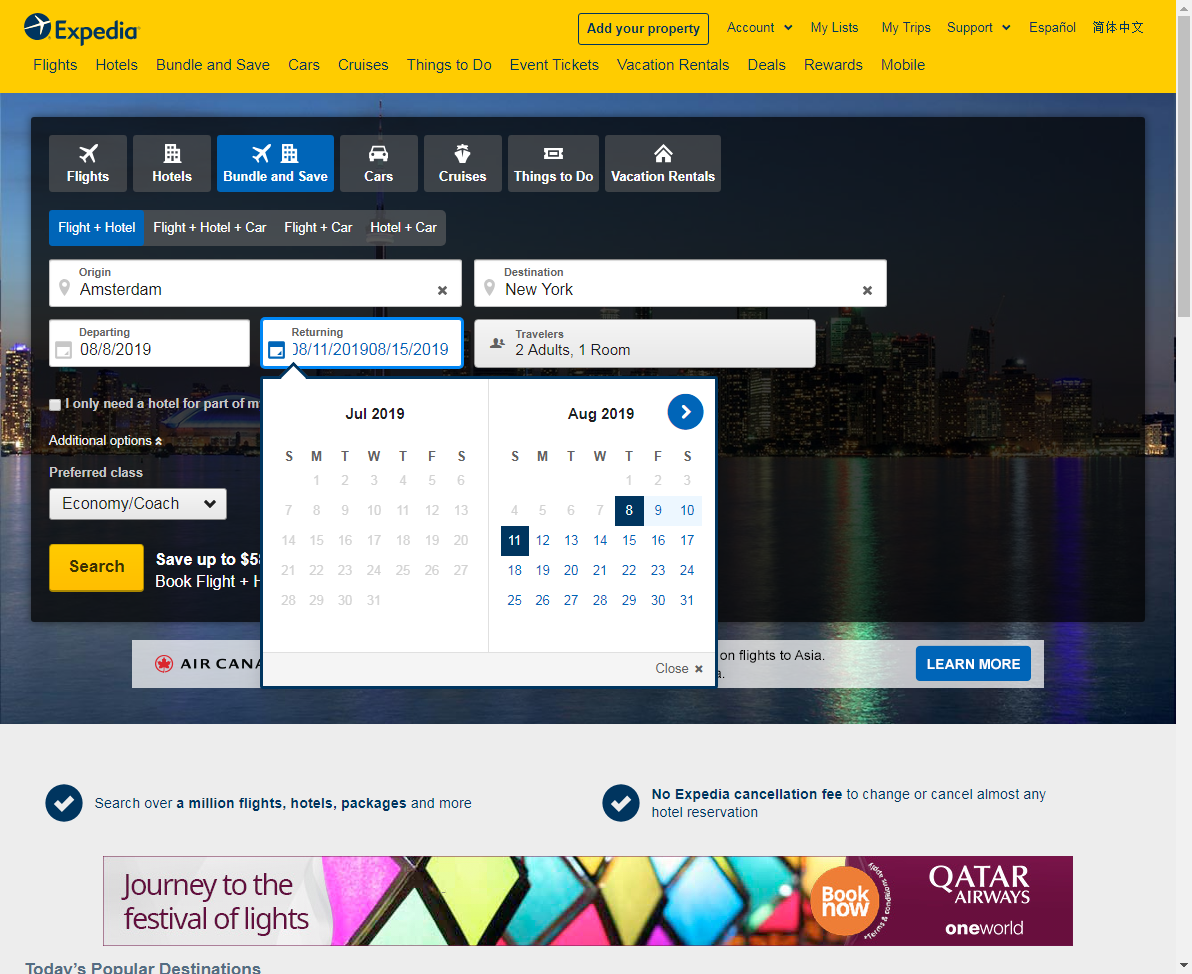 Expedia
Add your property
Account
My Lists
My Trips
Support
Español
简体中文
Flights
Hotels
Bundle and Save
Cars
Cruises
Things to Do
Event Tickets
Vacation Rentals
Deals
Rewards
Mobile
Flights
Hotels
Bundle and Save
Cars
Cruises
Things to Do
Vacation Rentals
Flight + Hotel
Flight + Hotel + Car
Flight + Car
Hotel + Car
Origin
Amsterdam
Destination
New York
Departing
08/8/2019
Returning
08/11/201908/15/2019
Travelers
2 Adults, 1 Room
I only need a hotel for part of m
Additional options
Preferred class
Economy/Coach
Search
Save up to $5
Book Flight + H
Jul 2019
S M T W T F S
1 2 3 4 5 6
7 8 9 10 11 12 13
14 15 16 17 18 19 20
21 22 23 24 25 26 27
28 29 30 31
Aug 2019
S M T W T F S
1 2 3
4 5 6 7 8 9 10
11 12 13 14 15 16 17
18 19 20 21 22 23 24
25 26 27 28 29 30 31
Close
AIR CANA
on flights to Asia.
a.
LEARN MORE
Search over a million flights, hotels, packages and more
No Expedia cancellation fee to change or cancel almost any
hotel reservation
Journey to the
festival of lights
Book
now
*Terms & conditions apply
QATAR
AIRWAYS
oneworld
Today's Popular Destinations